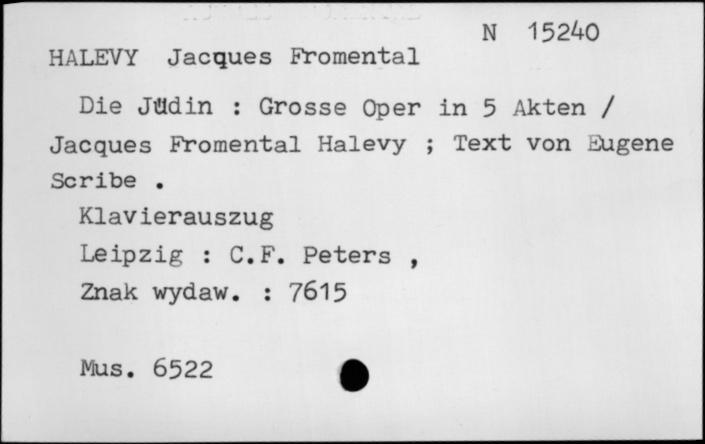 N 15240
HALEVY Jacques Fromental
Die Jüdin : Grosse Oper in 5 Akten /
Jacques Fromental Halevy ; Text von Eugene
Scribe .
Klavierauszug
Leipzig : C.F. Peters ,
Znak wydaw. : 7615
Mus. 6522